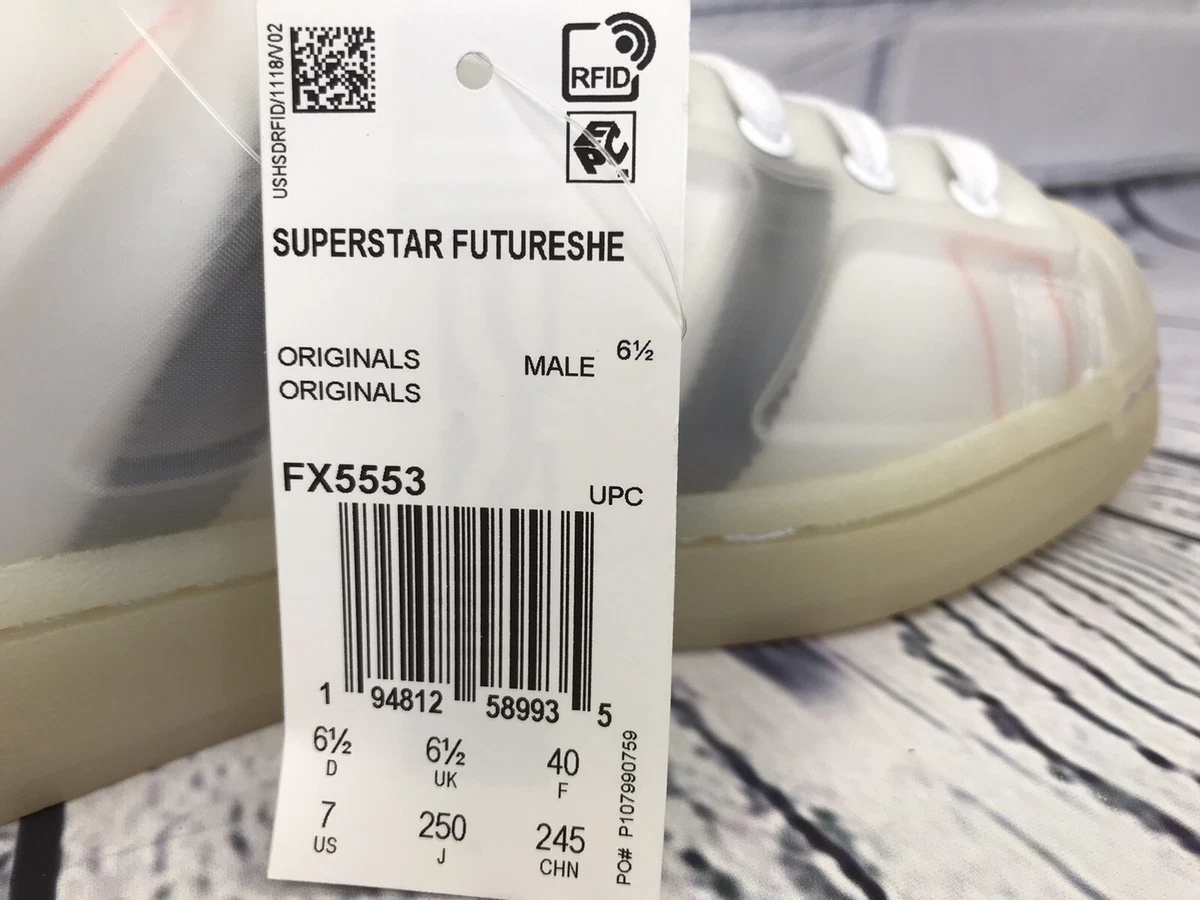 USHSDRFID/1118/V02
RFID
EPC
SUPERSTAR FUTURESHE
ORIGINALS MALE 6½
ORIGINALS
FX5553
UPC
1 94812 58993 5
6½ 6½ 40
D UK F
7 250 245
US J CHN
PO# P107990759